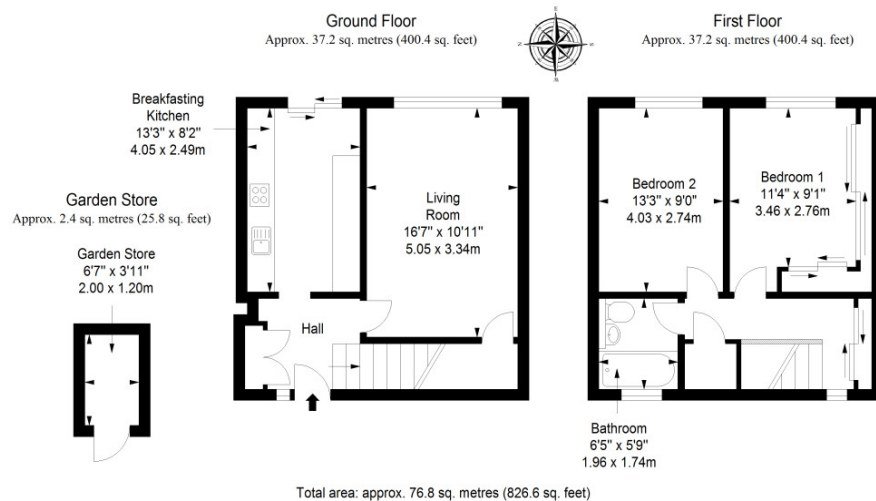 Ground Floor
Approx. 37.2 sq. metres (400.4 sq. feet)
First Floor
Approx. 37.2 sq. metres (400.4 sq. feet)
Breakfasting
Kitchen
13'3" x 8'2"
4.05 x 2.49m
Living
Room
16'7" x 10'11"
5.05 x 3.34m
Hall
Bedroom 2
13'3" x 9'0"
4.03 x 2.74m
Bedroom 1
11'4" x 9'1"
3.46 x 2.76m
Garden Store
Approx. 2.4 sq. metres (25.8 sq. feet)
Garden Store
6'7" x 3'11"
2.00 x 1.20m
Bathroom
6'5" x 5'9"
1.96 x 1.74m
Total area: approx. 76.8 sq. metres (826.6 sq. feet)